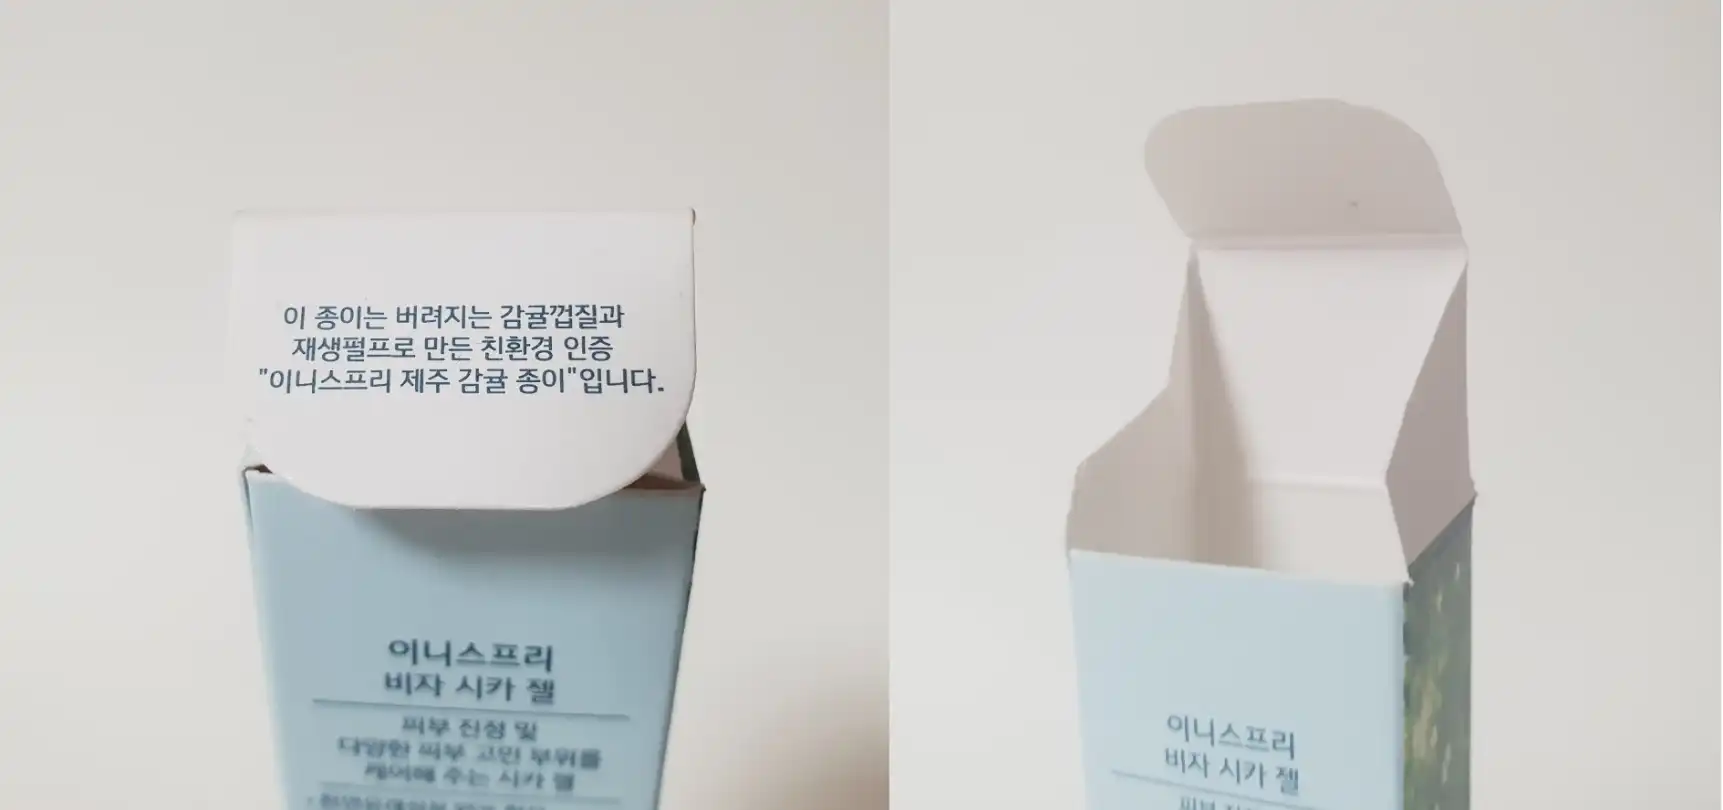 이 종이는 버려지는 감귤껍질과
재생펄프로 만든 친환경 인증
"이니스프리 제주 감귤 종이"입니다.
이니스프리
비자 시카 젤
피부 진정 및
다양한 피부 고민 부위를
케어해 주는 시카 젤
이니스프리
비자 시카 젤